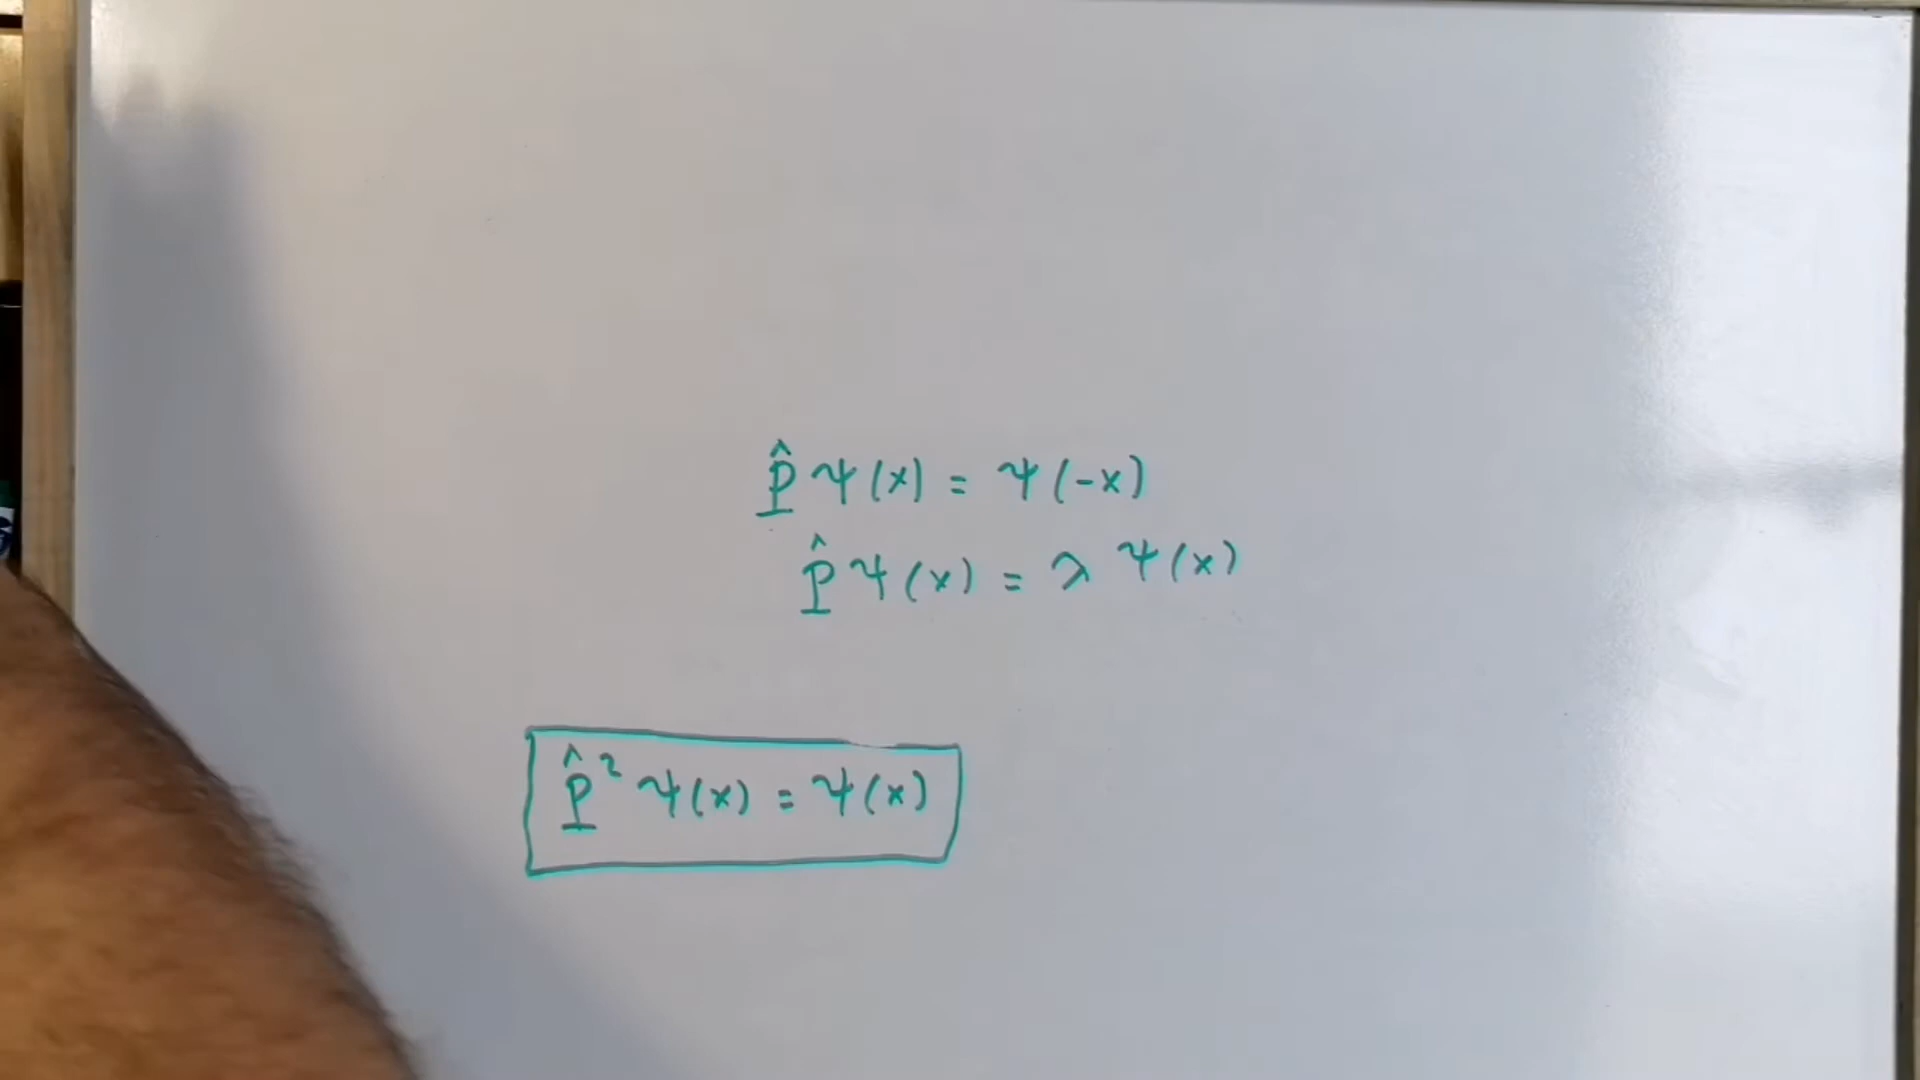 P̂ ψ(x) = ψ(-x)
P̂ ψ(x) = λ ψ(x)
P̂² ψ(x) = ψ(x)